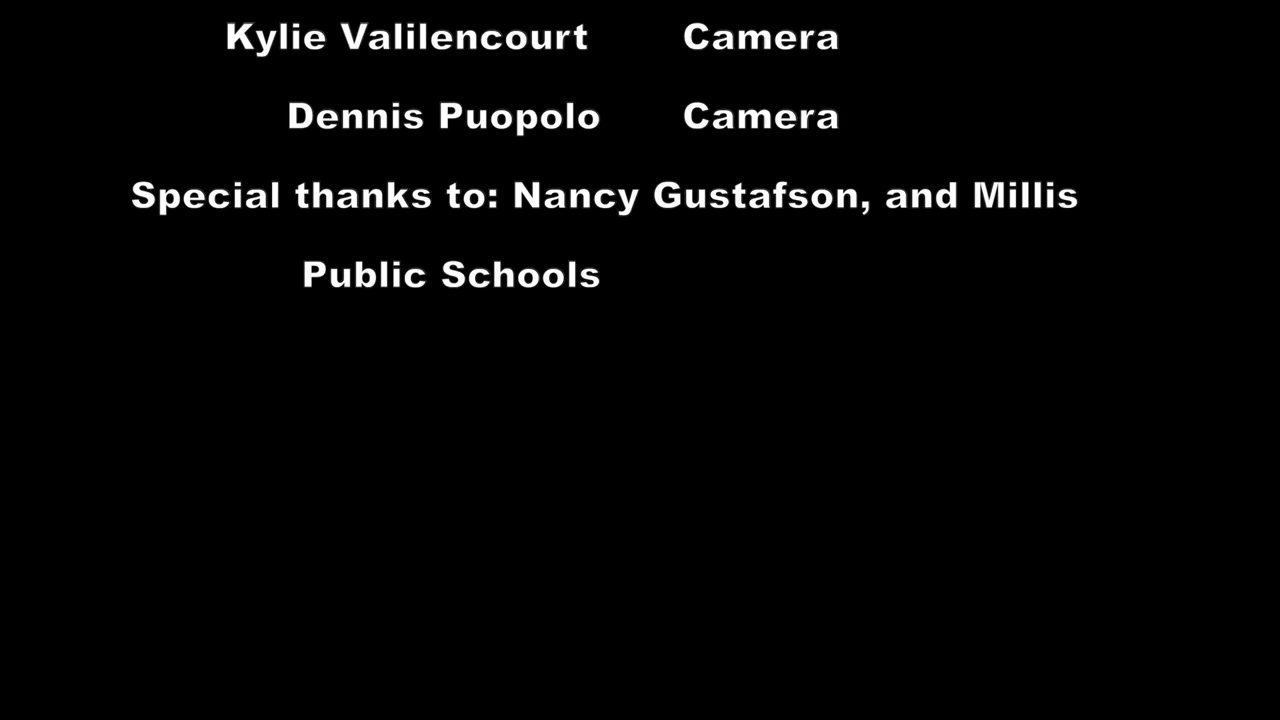 Kylie Valilencourt Camera
Dennis Puopolo Camera
Special thanks to: Nancy Gustafson, and Millis
Public Schools